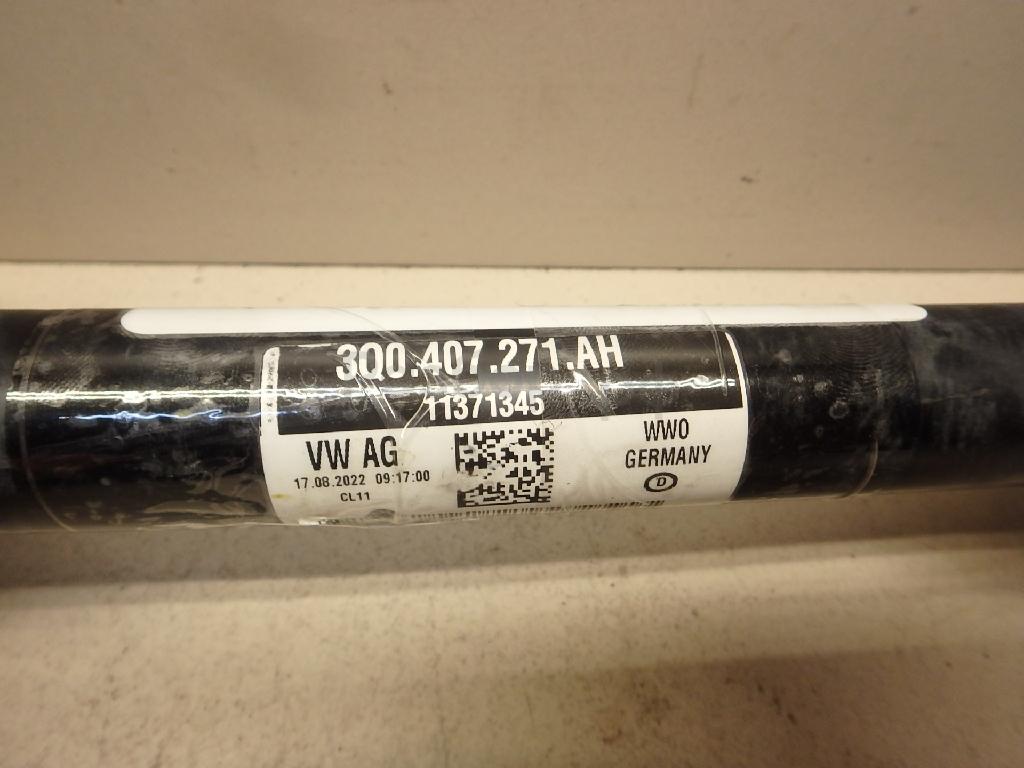 3Q0.407.271.AH
11371345
VW AG
17.08.2022 09:17:00
CL11
WWO
GERMANY
D